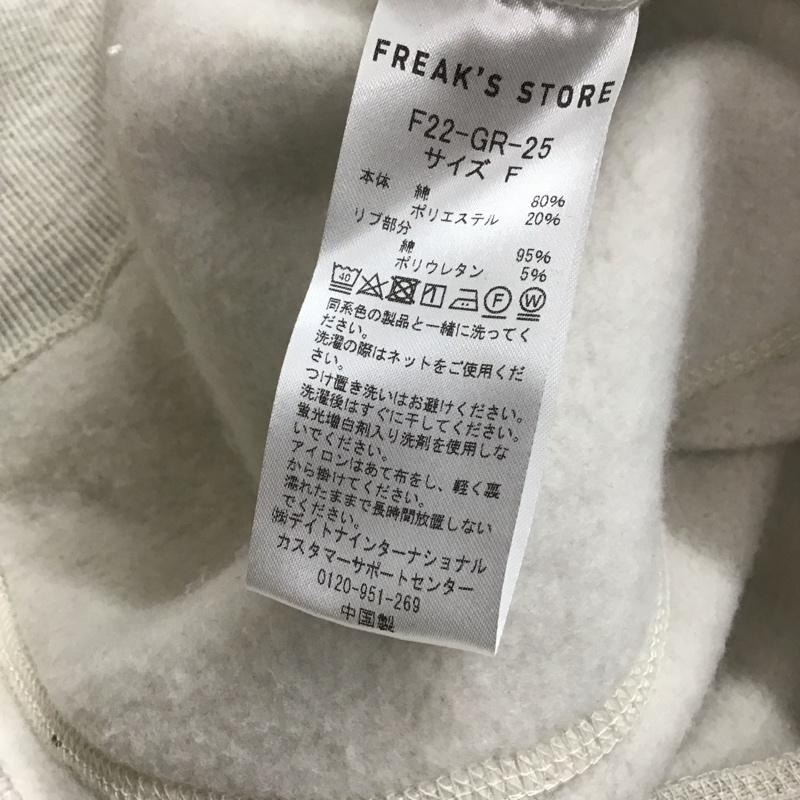 FREAK'S STORE
F22-GR-25
サイズ F
本体 綿 80%
ポリエステル 20%
リブ部分
綿 95%
ポリウレタン 5%
40 F W
同系色の製品と一緒に洗ってく
ださい。
洗濯の際はネットをご使用くだ
さい。
つけ置き洗いはお避けください。
洗濯後はすぐに干してください。
蛍光増白剤入り洗剤を使用しな
いでください。
アイロンはあて布をし、軽く裏
から掛けてください。
濡れたままで長時間放置しない
でください。
㈱デイトナインターナショナル
カスタマーサポートセンター
0120-951-269
中国製